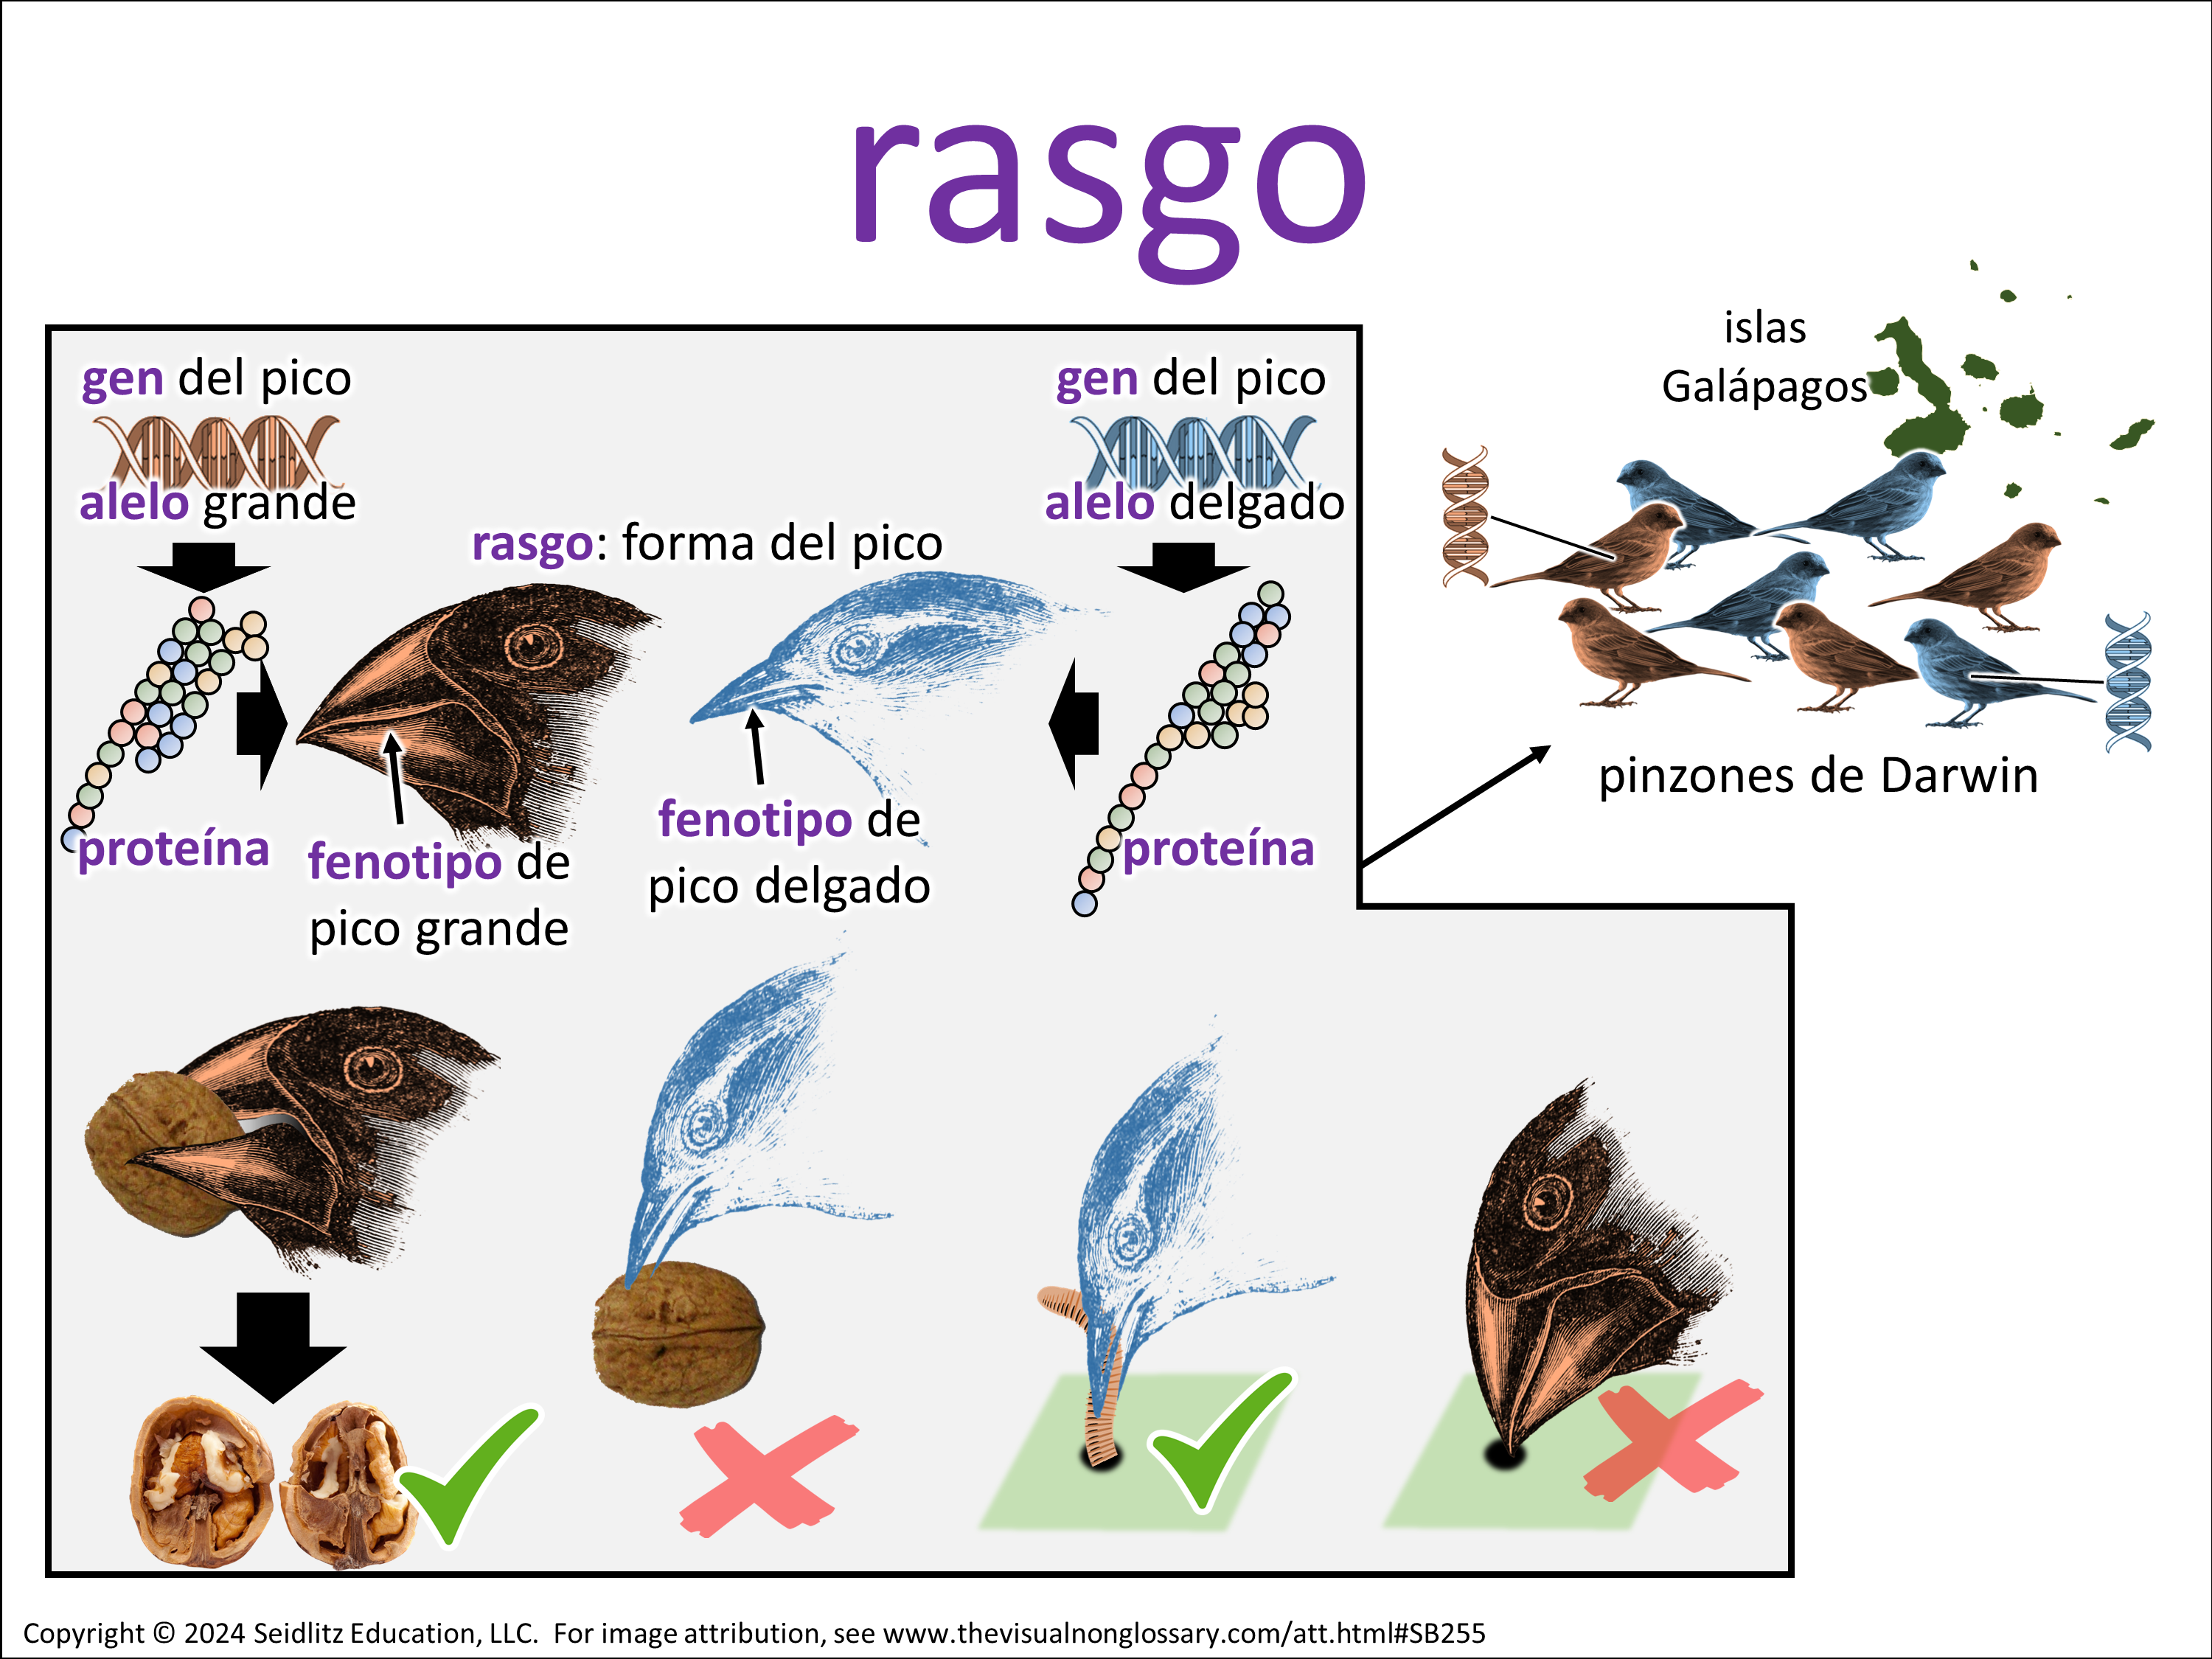 rasgo
gen del pico
alelo grande
proteína
rasgo: forma del pico
fenotipo de
pico grande
fenotipo de
pico delgado
gen del pico
alelo delgado
proteína
islas
Galápagos
pinzones de Darwin
Copyright © 2024 Seidlitz Education, LLC.  For image attribution, see www.thevisualnonglossary.com/att.html#SB255